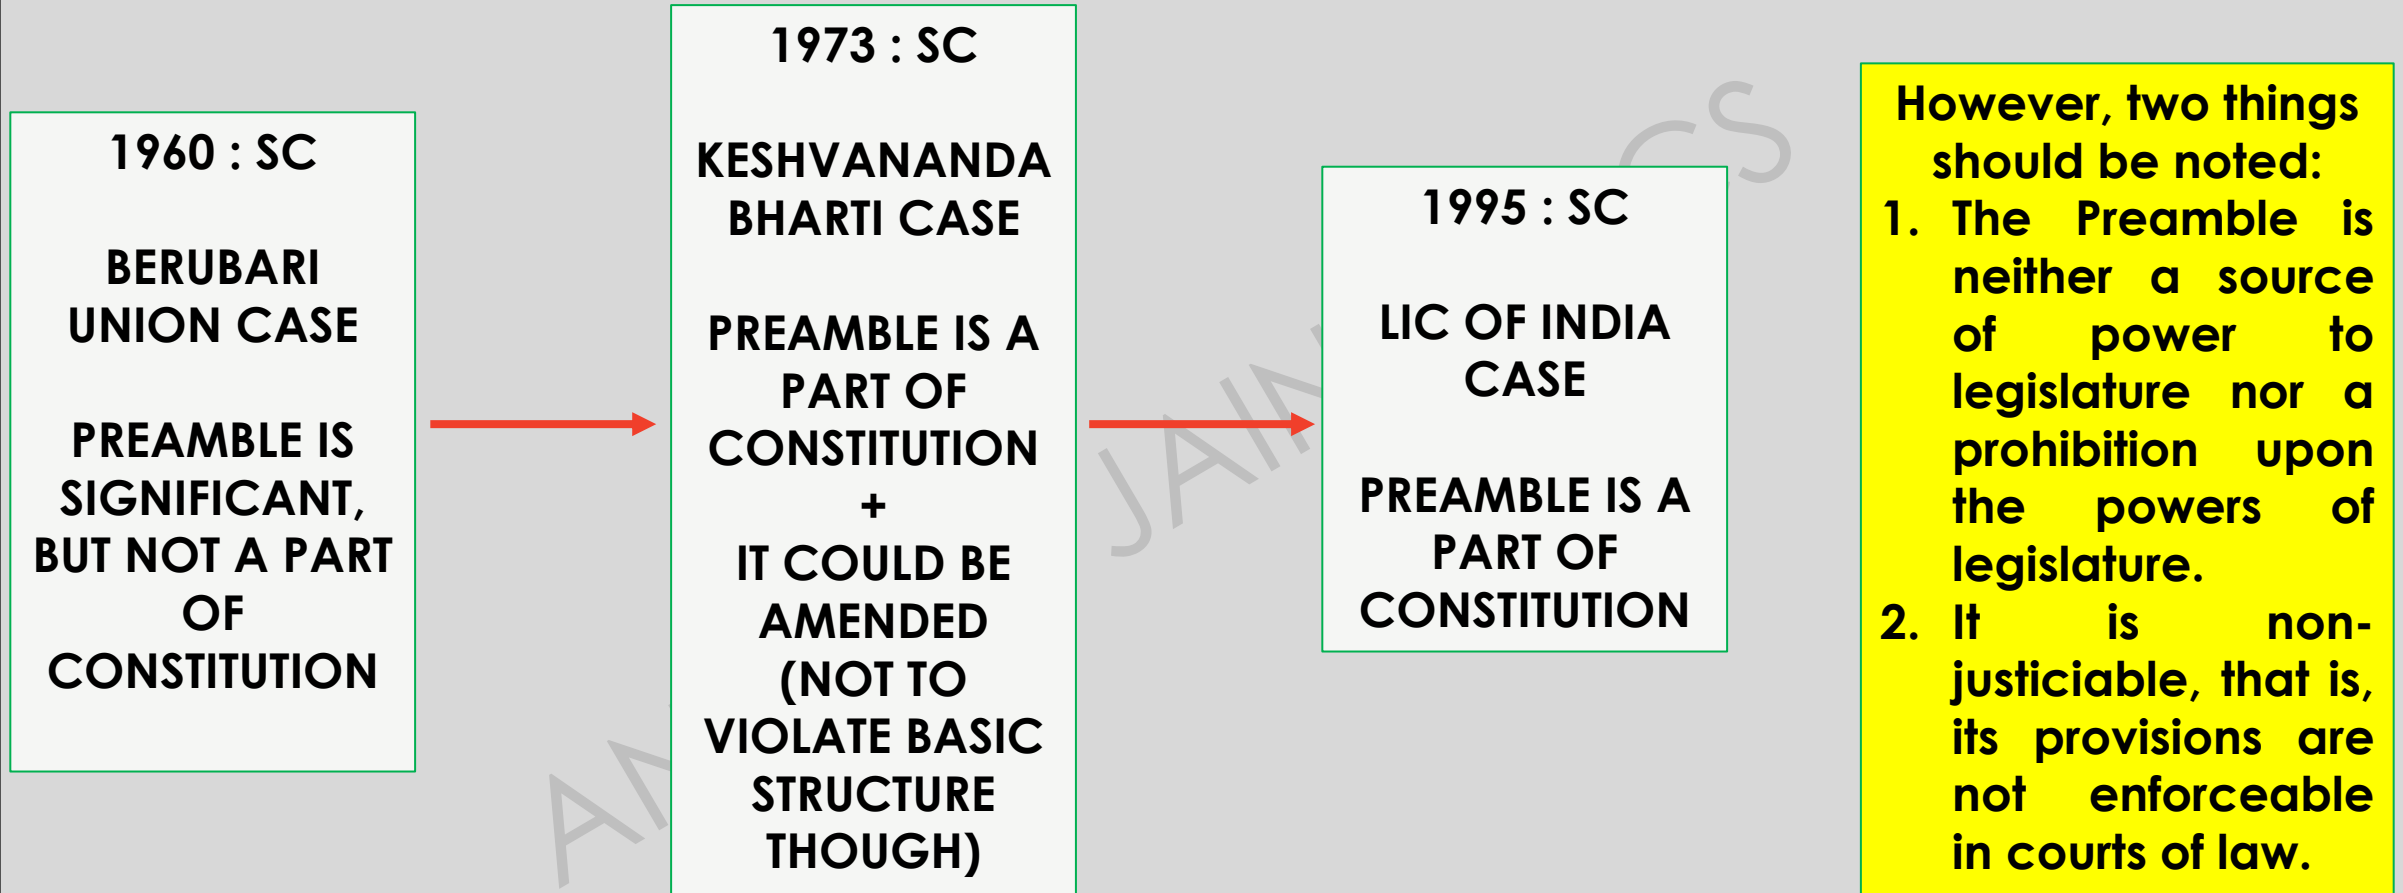 1960 : SC
BERUBARI
UNION CASE
PREAMBLE IS
SIGNIFICANT,
BUT NOT A PART
OF
CONSTITUTION
1973 : SC
KESHVANANDA
BHARTI CASE
PREAMBLE IS A
PART OF
CONSTITUTION
+
IT COULD BE
AMENDED
(NOT TO
VIOLATE BASIC
STRUCTURE
THOUGH)
1995 : SC
LIC OF INDIA
CASE
PREAMBLE IS A
PART OF
CONSTITUTION
However, two things
should be noted:
1. The Preamble is
neither a source
of power to
legislature nor a
prohibition upon
the powers of
legislature.
2. It is non-
justiciable, that is,
its provisions are
not enforceable
in courts of law.
JAIN